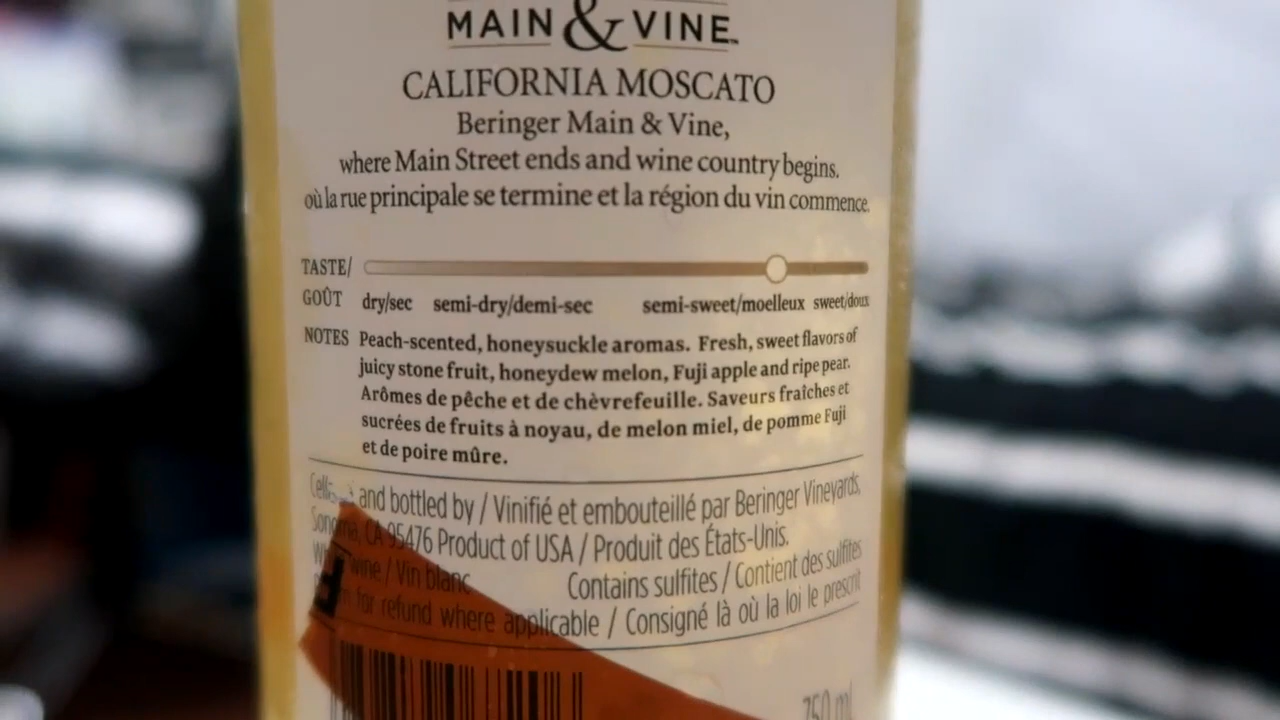 MAIN & VINE™
CALIFORNIA MOSCATO
Beringer Main & Vine,
where Main Street ends and wine country begins.
où la rue principale se termine et la région du vin commence.
TASTE/
GOÛT dry/sec semi-dry/demi-sec semi-sweet/moelleux sweet/doux
NOTES Peach-scented, honeysuckle aromas. Fresh, sweet flavors of
juicy stone fruit, honeydew melon, Fuji apple and ripe pear.
Arômes de pêche et de chèvrefeuille. Saveurs fraîches et
sucrées de fruits à noyau, de melon miel, de pomme Fuji
et de poire mûre.
and bottled by / Vinifié et embouteillé par Beringer Vineyards,
Sonoma, CA 95476 Product of USA / Produit des États-Unis.
wine / Vin blanc Contains sulfites / Contient des sulfites
for refund where applicable / Consigné là où la loi le prescrit
750 ml